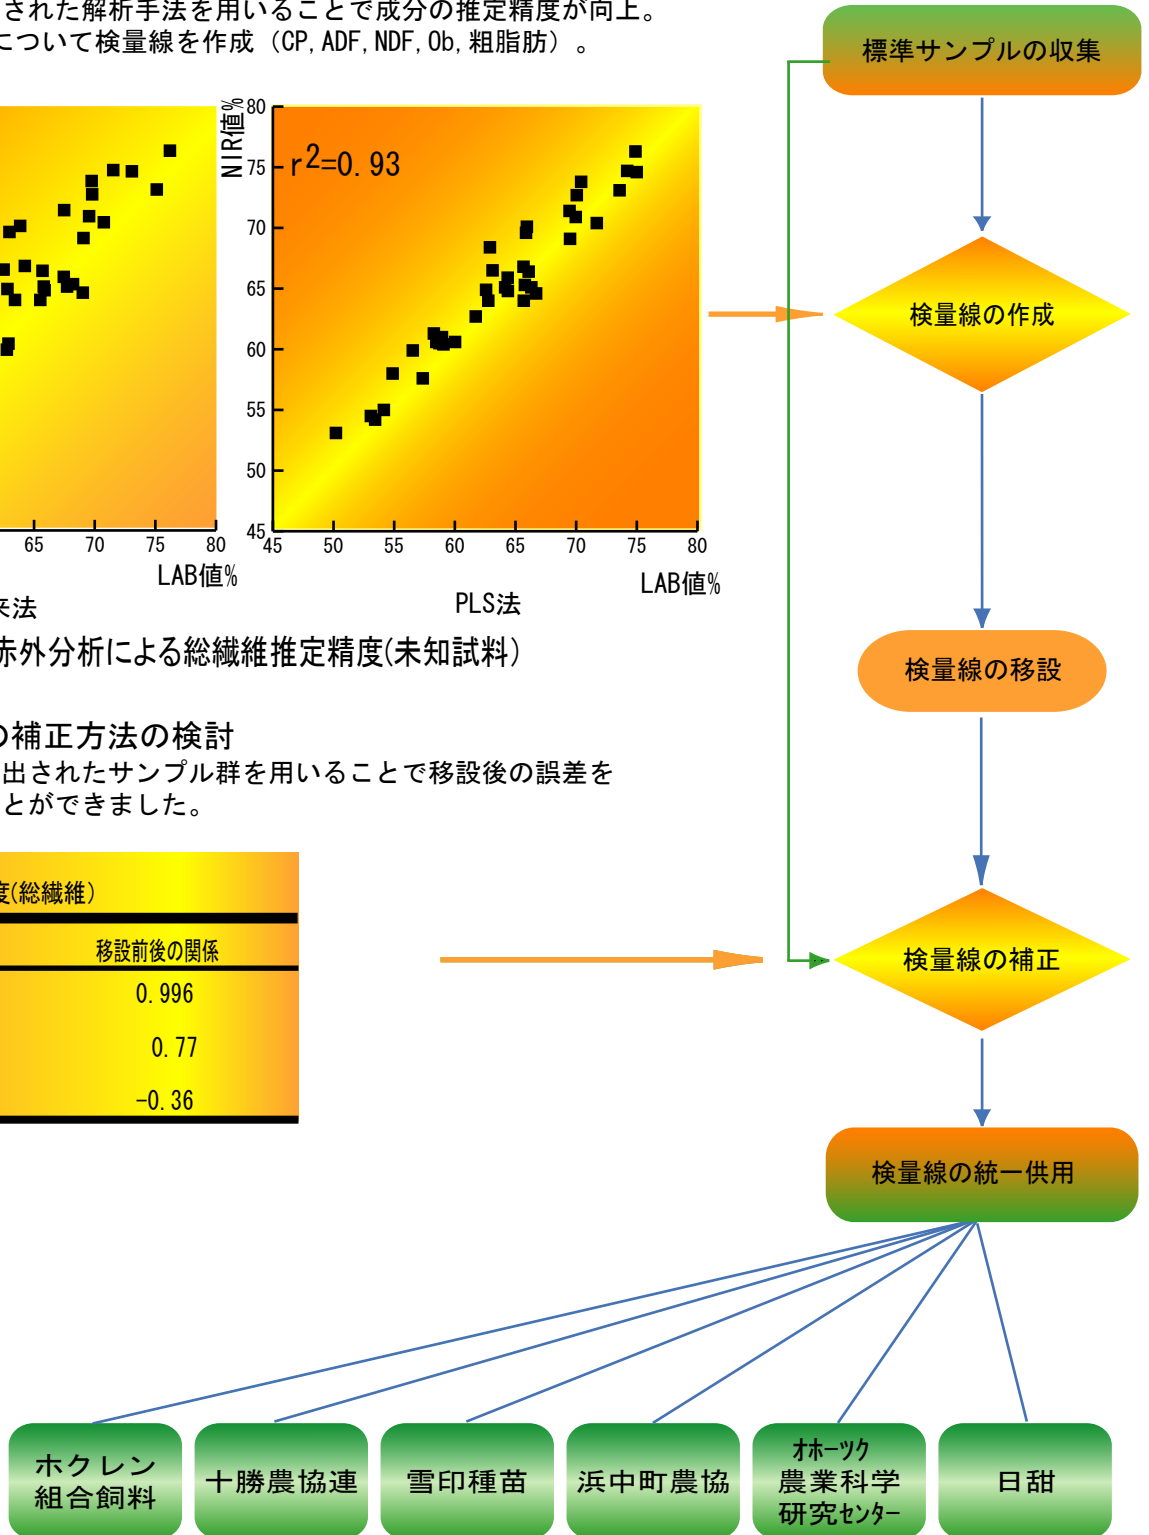 された解析手法を用いることで成分の推定精度が向上。
について検量線を作成（CP,ADF,NDF,Ob,粗脂肪）。
標準サンプルの収集
NIR値%
r2=0.93
80
75
70
65
60
55
50
45
45 50 55 60 65 70 75 80
65 70 75 80
LAB値%
LAB値%
PLS法
来法
検量線の作成
赤外分析による総繊維推定精度(未知試料)
検量線の移設
の補正方法の検討
出されたサンプル群を用いることで移設後の誤差を
とができました。
度(総繊維)
移設前後の関係
0.996
0.77
-0.36
検量線の補正
検量線の統一供用
ホクレン
組合飼料
十勝農協連
雪印種苗
浜中町農協
オホーツク
農業科学
研究センター
日甜